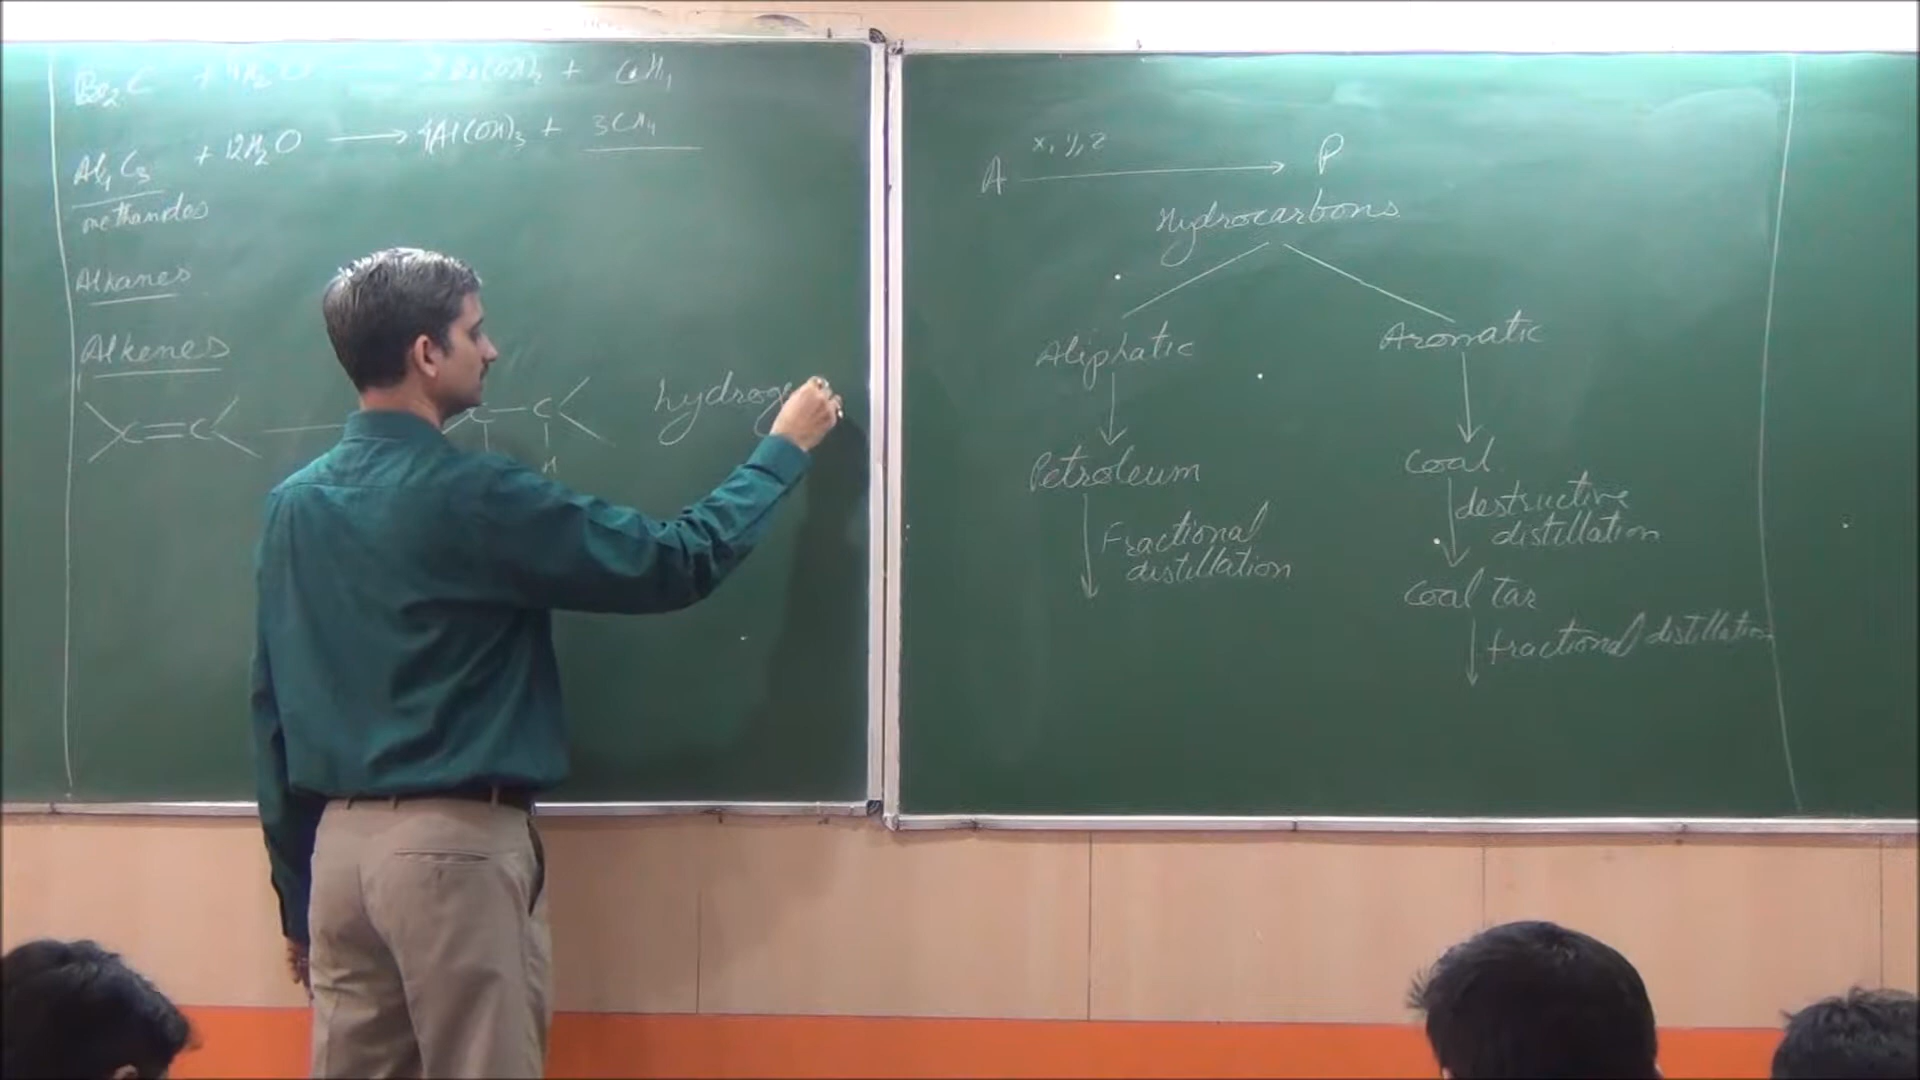 Be2C + 4H2O 2Be(OH)2 + CH4
Al4C3 + 12H2O ⟶ 4Al(OH)3 + 3CH4
methanides
Alkanes
Alkenes
C=C
C—C
H
hydrog
A x, y, z ⟶ P
Hydrocarbons
Aliphatic Aromatic
Petroleum Coal
Fractional distillation destructive distillation
Coal tar
fractional distillation